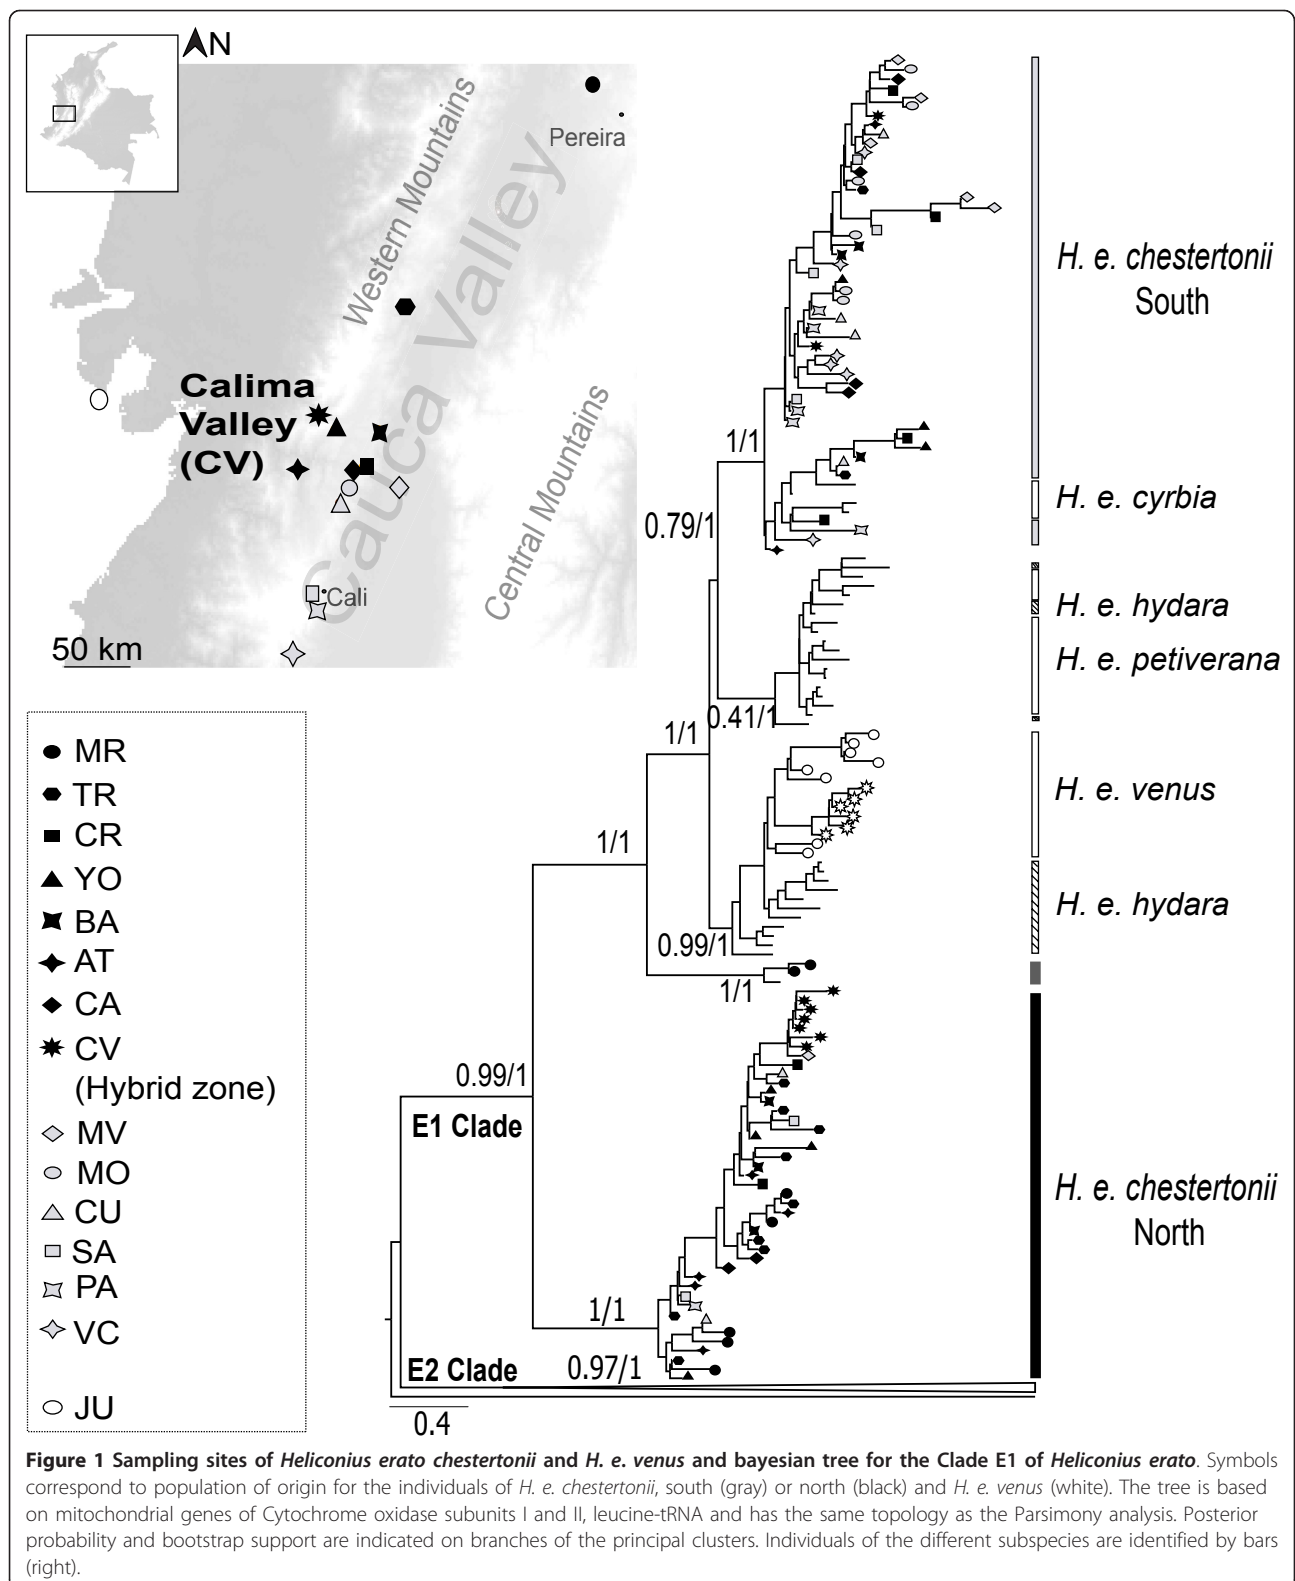 N
Pereira
Western Mountains
Cauca Valley
Central Mountains
Calima
Valley
(CV)
Cali
50 km
MR
TR
CR
YO
BA
AT
CA
CV
(Hybrid zone)
MV
MO
CU
SA
PA
VC
JU
1/1
0.79/1
0.41/1
1/1
1/1
0.99/1
1/1
0.99/1
E1 Clade
1/1
E2 Clade
0.97/1
0.4
H. e. chestertonii
South
H. e. cyrbia
H. e. hydara
H. e. petiverana
H. e. venus
H. e. hydara
H. e. chestertonii
North
Figure 1 Sampling sites of Heliconius erato chestertonii and H. e. venus and bayesian tree for the Clade E1 of Heliconius erato. Symbols
correspond to population of origin for the individuals of H. e. chestertonii, south (gray) or north (black) and H. e. venus (white). The tree is based
on mitochondrial genes of Cytochrome oxidase subunits I and II, leucine-tRNA and has the same topology as the Parsimony analysis. Posterior
probability and bootstrap support are indicated on branches of the principal clusters. Individuals of the different subspecies are identified by bars
(right).